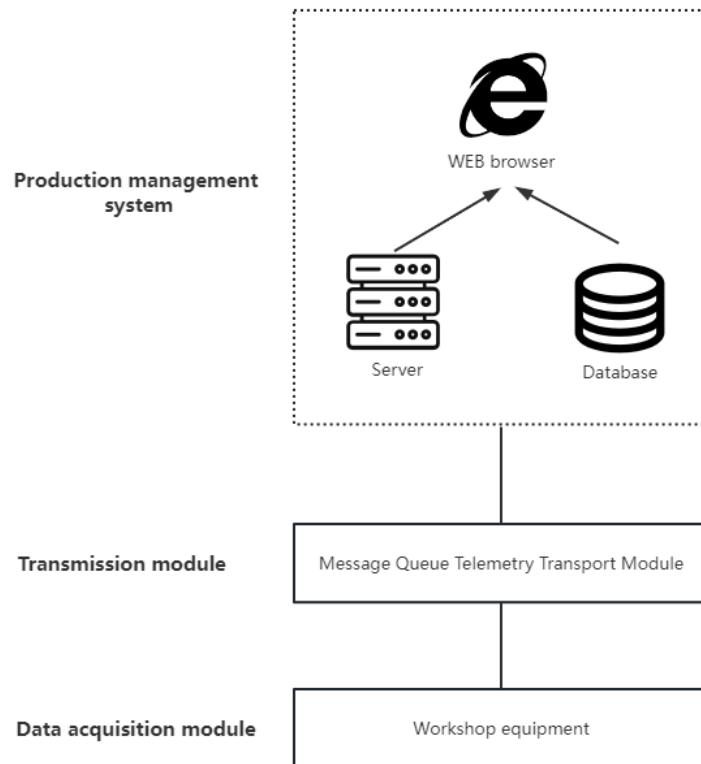 WEB browser
Production management
system
Server
Database
Transmission module
Message Queue Telemetry Transport Module
Data acquisition module
Workshop equipment